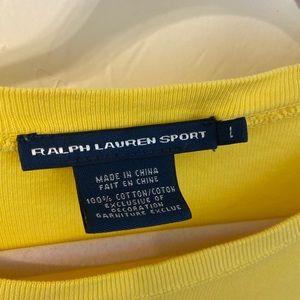 RALPH LAUREN SPORT L
MADE IN CHINA
FAIT EN CHINE
100% COTTON/COTON
EXCLUSIVE OF
DECORATION
GARNITURE EXCLUE